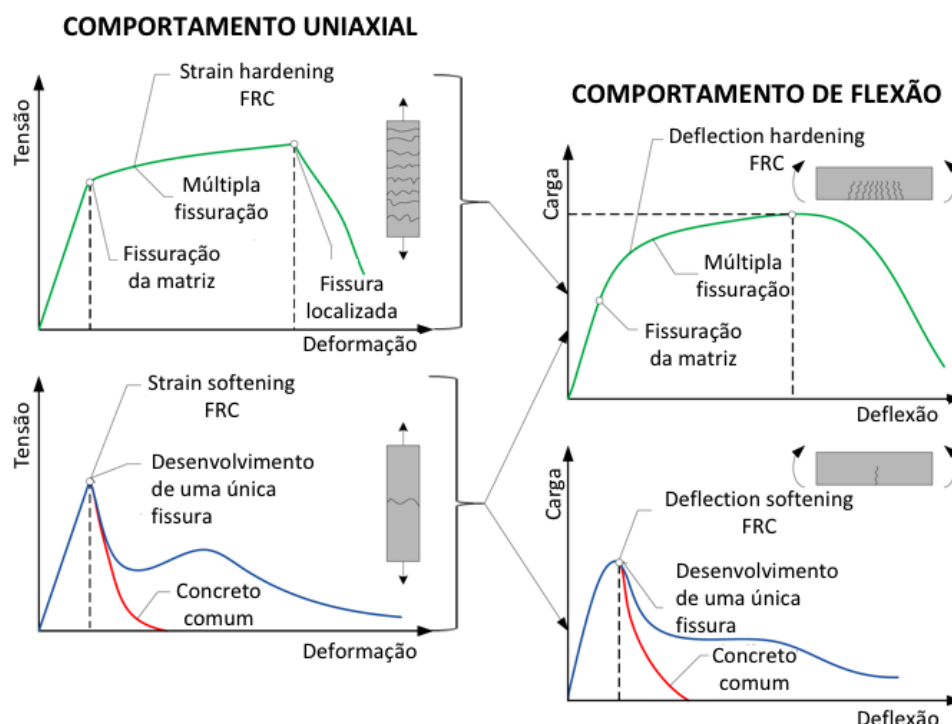 COMPORTAMENTO UNIAXIAL
Tensão
Strain hardening
FRC
Múltipla
fissuração
Fissuração
da matriz
Fissura
localizada
Deformação
Tensão
Strain softening
FRC
Desenvolvimento
de uma única
fissura
Concreto
comum
Deformação
COMPORTAMENTO DE FLEXÃO
Carga
Deflection hardening
FRC
Múltipla
fissuração
Fissuração
da matriz
Deflexão
Carga
Deflection softening
FRC
Desenvolvimento
de uma única
fissura
Concreto
comum
Deflexão